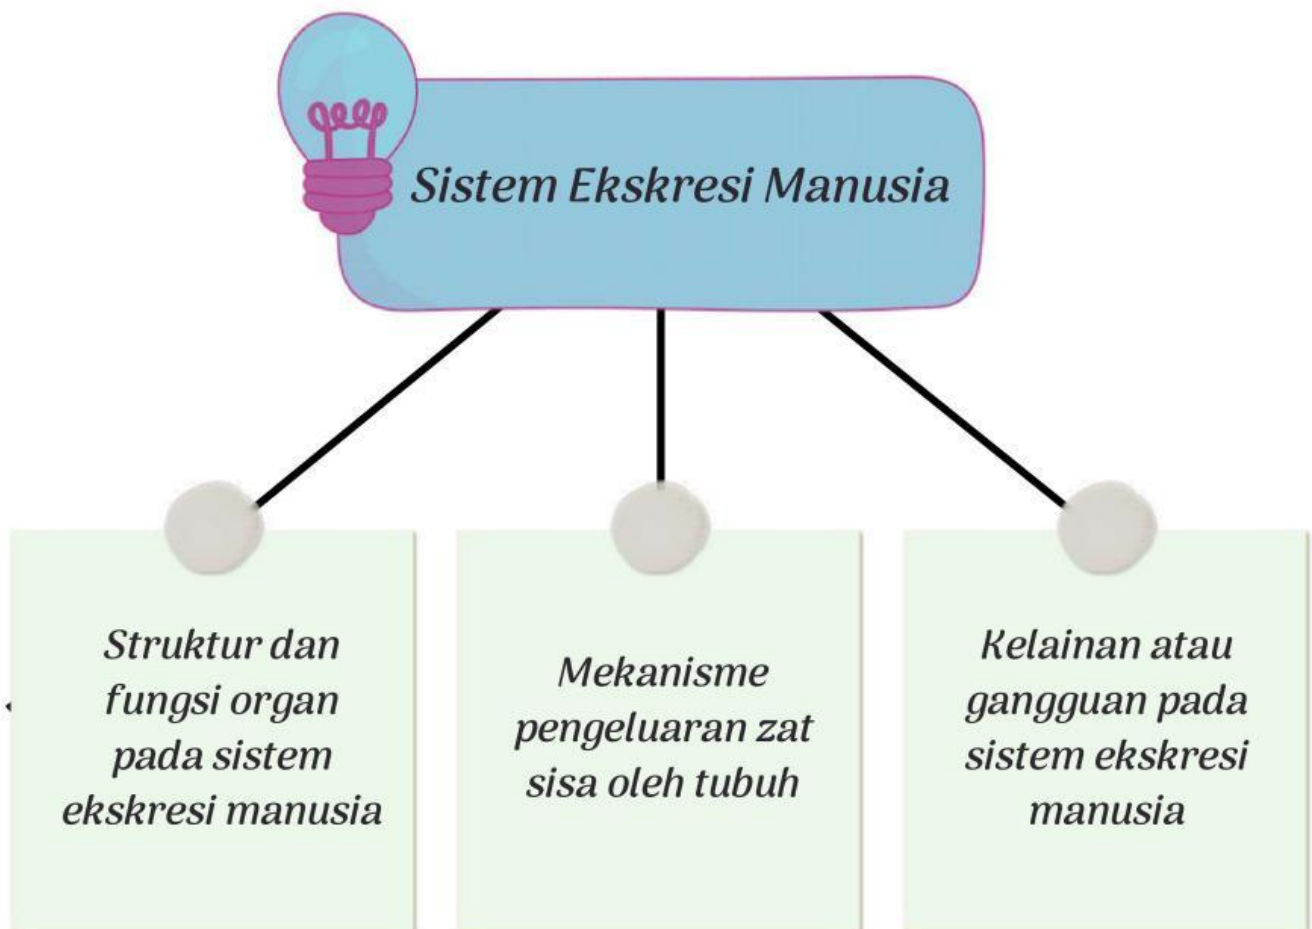 Sistem Ekskresi Manusia
Struktur dan
fungsi organ
pada sistem
ekskresi manusia
Mekanisme
pengeluaran zat
sisa oleh tubuh
Kelainan atau
gangguan pada
sistem ekskresi
manusia